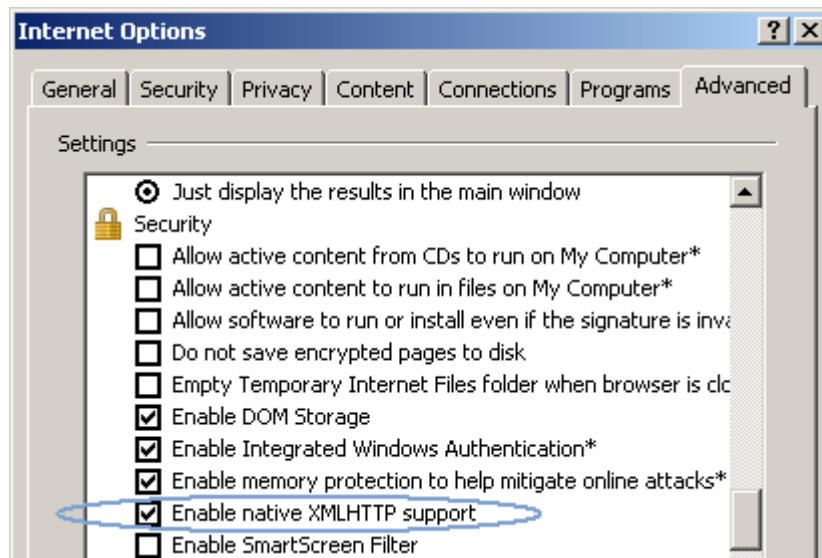 Internet Options
General Security Privacy Content Connections Programs Advanced
Settings
Just display the results in the main window
Security
Allow active content from CDs to run on My Computer*
Allow active content to run in files on My Computer*
Allow software to run or install even if the signature is
Do not save encrypted pages to disk
Empty Temporary Internet Files folder when browser is
Enable DOM Storage
Enable Integrated Windows Authentication*
Enable memory protection to help mitigate online attacks*
Enable native XMLHTTP support
Enable SmartScreen Filter